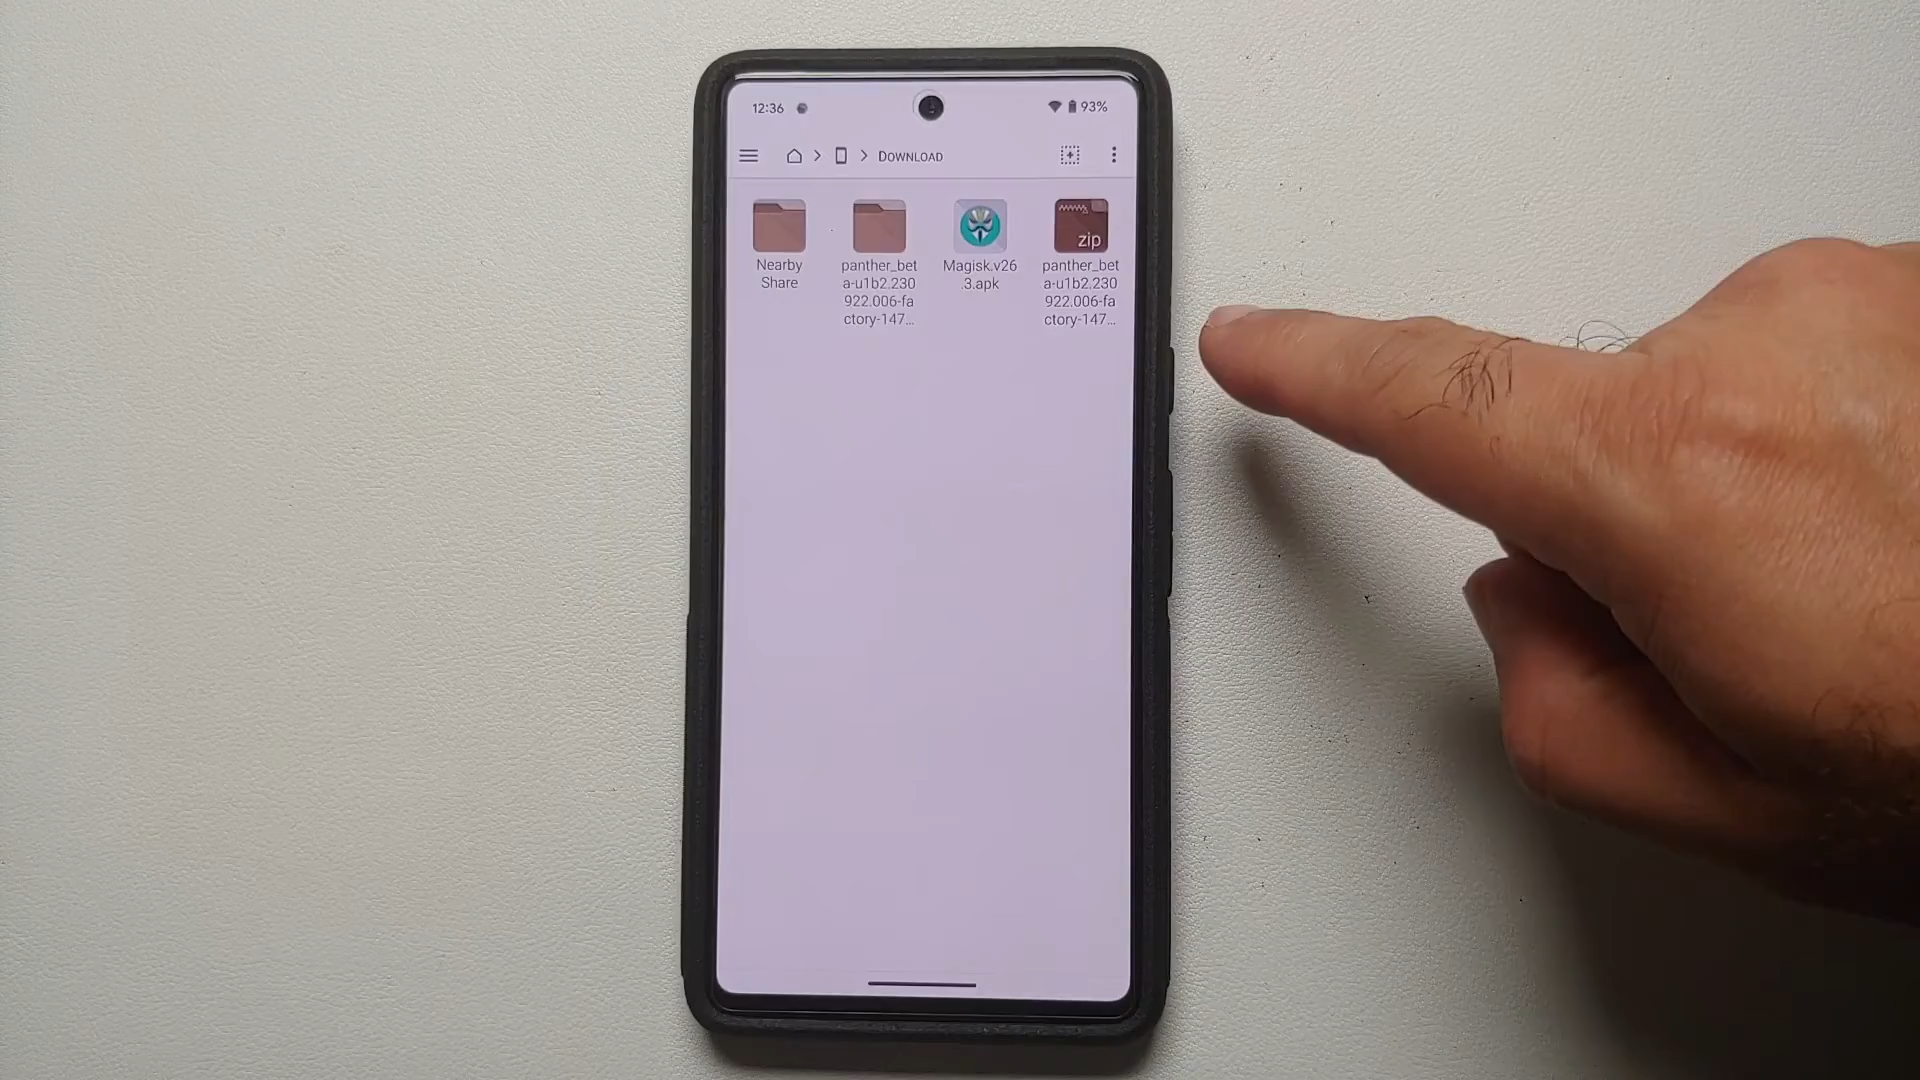 12:36
93%
DOWNLOAD
Nearby
Share
panther_bet
a-u1b2.230
922.006-fa
ctory-147...
Magisk.v26
.3.apk
zip
panther_bet
a-u1b2.230
922.006-fa
ctory-147...